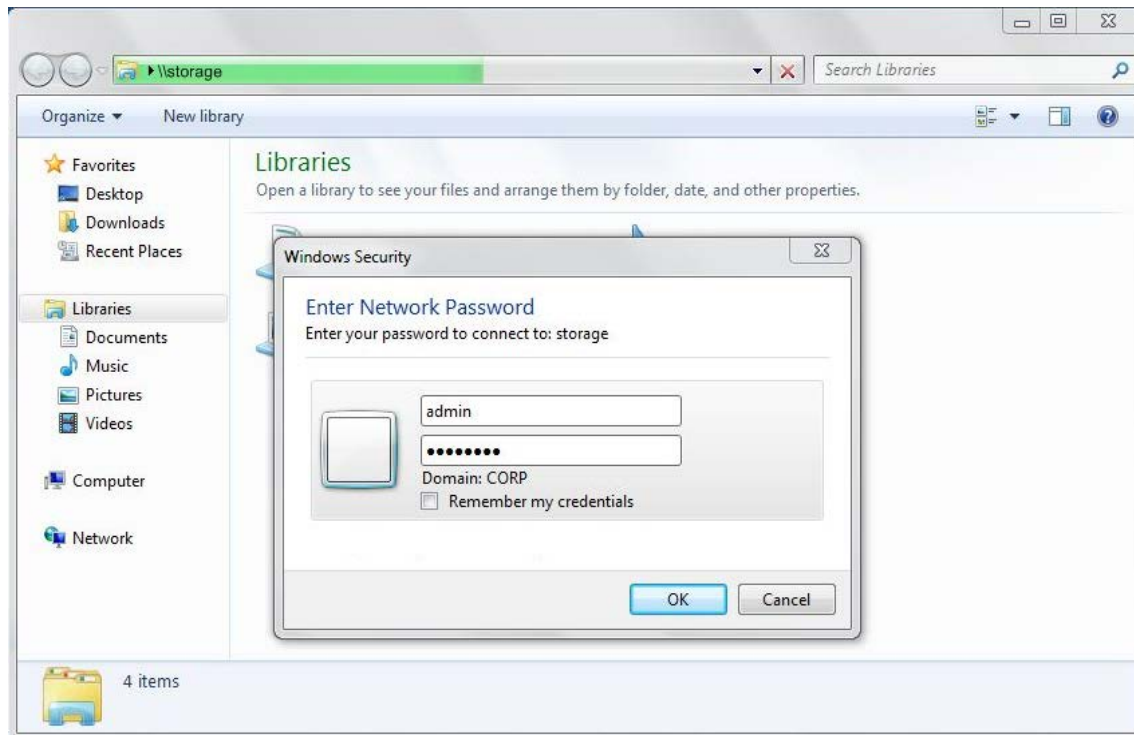 \\storage
Search Libraries
Organize
New library
Favorites
Desktop
Downloads
Recent Places
Libraries
Documents
Music
Pictures
Videos
Computer
Network
Libraries
Open a library to see your files and arrange them by folder, date, and other properties.
Windows Security
Enter Network Password
Enter your password to connect to: storage
admin
••••••••
Domain: CORP
Remember my credentials
OK
Cancel
4 items